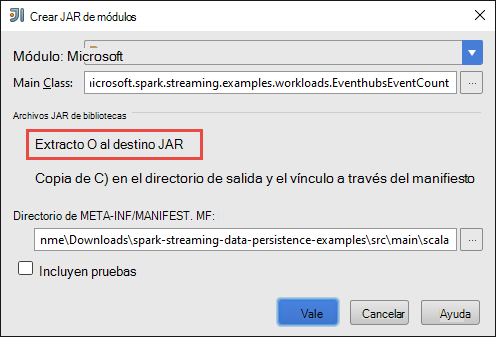 Crear JAR de módulos
Módulo: Microsoft
Main Class: icrosoft.spark.streaming.examples.workloads.EventhubsEventCount ...
Archivos JAR de bibliotecas
Extracto O al destino JAR
Copia de C) en el directorio de salida y el vínculo a través del manifiesto
Directorio de META-INF/MANIFEST. MF:
nme\Downloads\spark-streaming-data-persistence-examples\src\main\scala ...
Incluyen pruebas
Vale Cancelar Ayuda